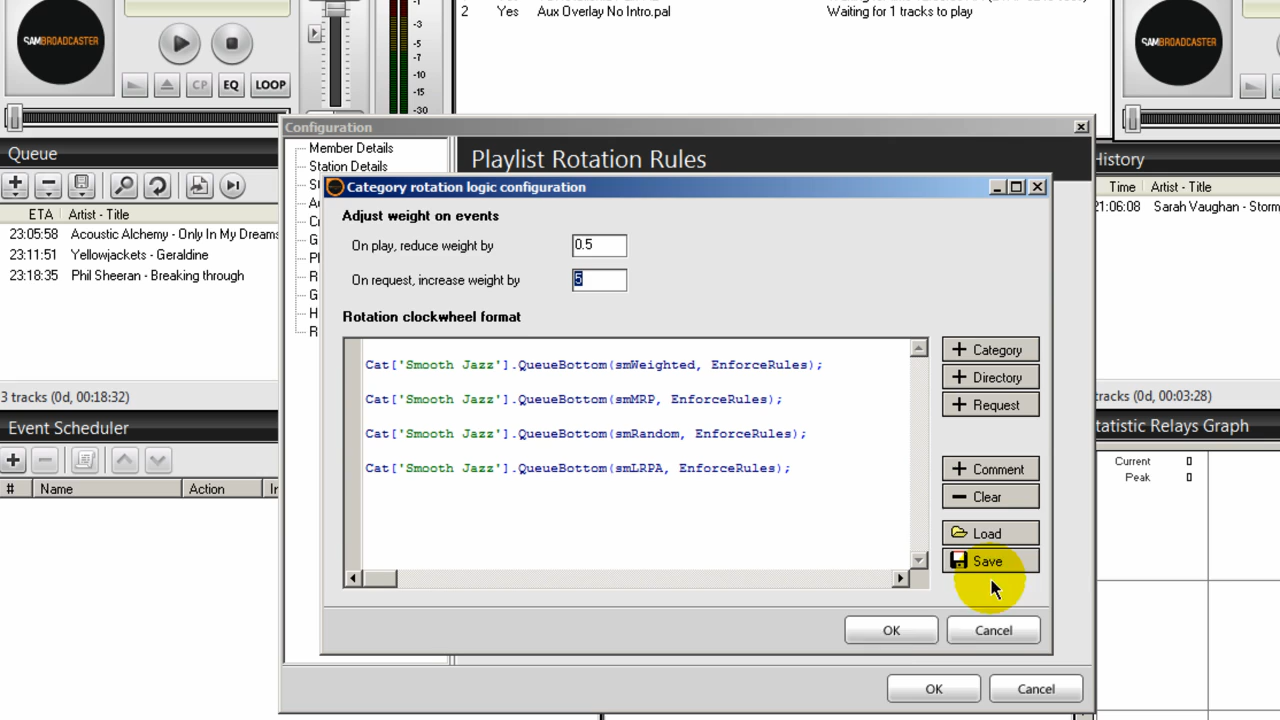 2 Yes Aux Overlay No Intro.pal Waiting for 1 tracks to play
SAMBROADCASTER
CP EQ LOOP
-3
-5
-7
-10
-15
-30
SAMBROADCASTER
Queue
ETA Artist - Title
23:05:58 Acoustic Alchemy - Only In My Dreams
23:11:51 Yellowjackets - Geraldine
23:18:35 Phil Sheeran - Breaking through
3 tracks (0d, 00:18:32)
Event Scheduler
# Name Action
Configuration
Member Details
Station Details
Playlist Rotation Rules
Category rotation logic configuration
Adjust weight on events
On play, reduce weight by 0.5
On request, increase weight by 5
Rotation clockwheel format
Cat['Smooth Jazz'].QueueBottom(smWeighted, EnforceRules);
Cat['Smooth Jazz'].QueueBottom(smMRP, EnforceRules);
Cat['Smooth Jazz'].QueueBottom(smRandom, EnforceRules);
Cat['Smooth Jazz'].QueueBottom(smLRPA, EnforceRules);
Category
Directory
Request
Comment
Clear
Load
Save
OK Cancel
OK Cancel
History
Time Artist - Title
21:06:08 Sarah Vaughan - Storm
tracks (0d, 00:03:28)
tatistic Relays Graph
Current 0
Peak 0